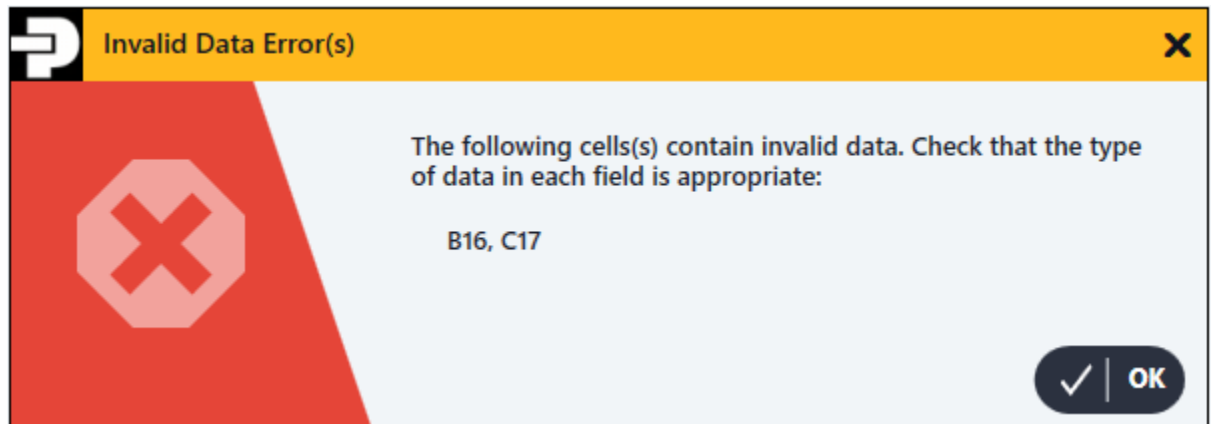 Invalid Data Error(s)
The following cells(s) contain invalid data. Check that the type
of data in each field is appropriate:
B16, C17
OK